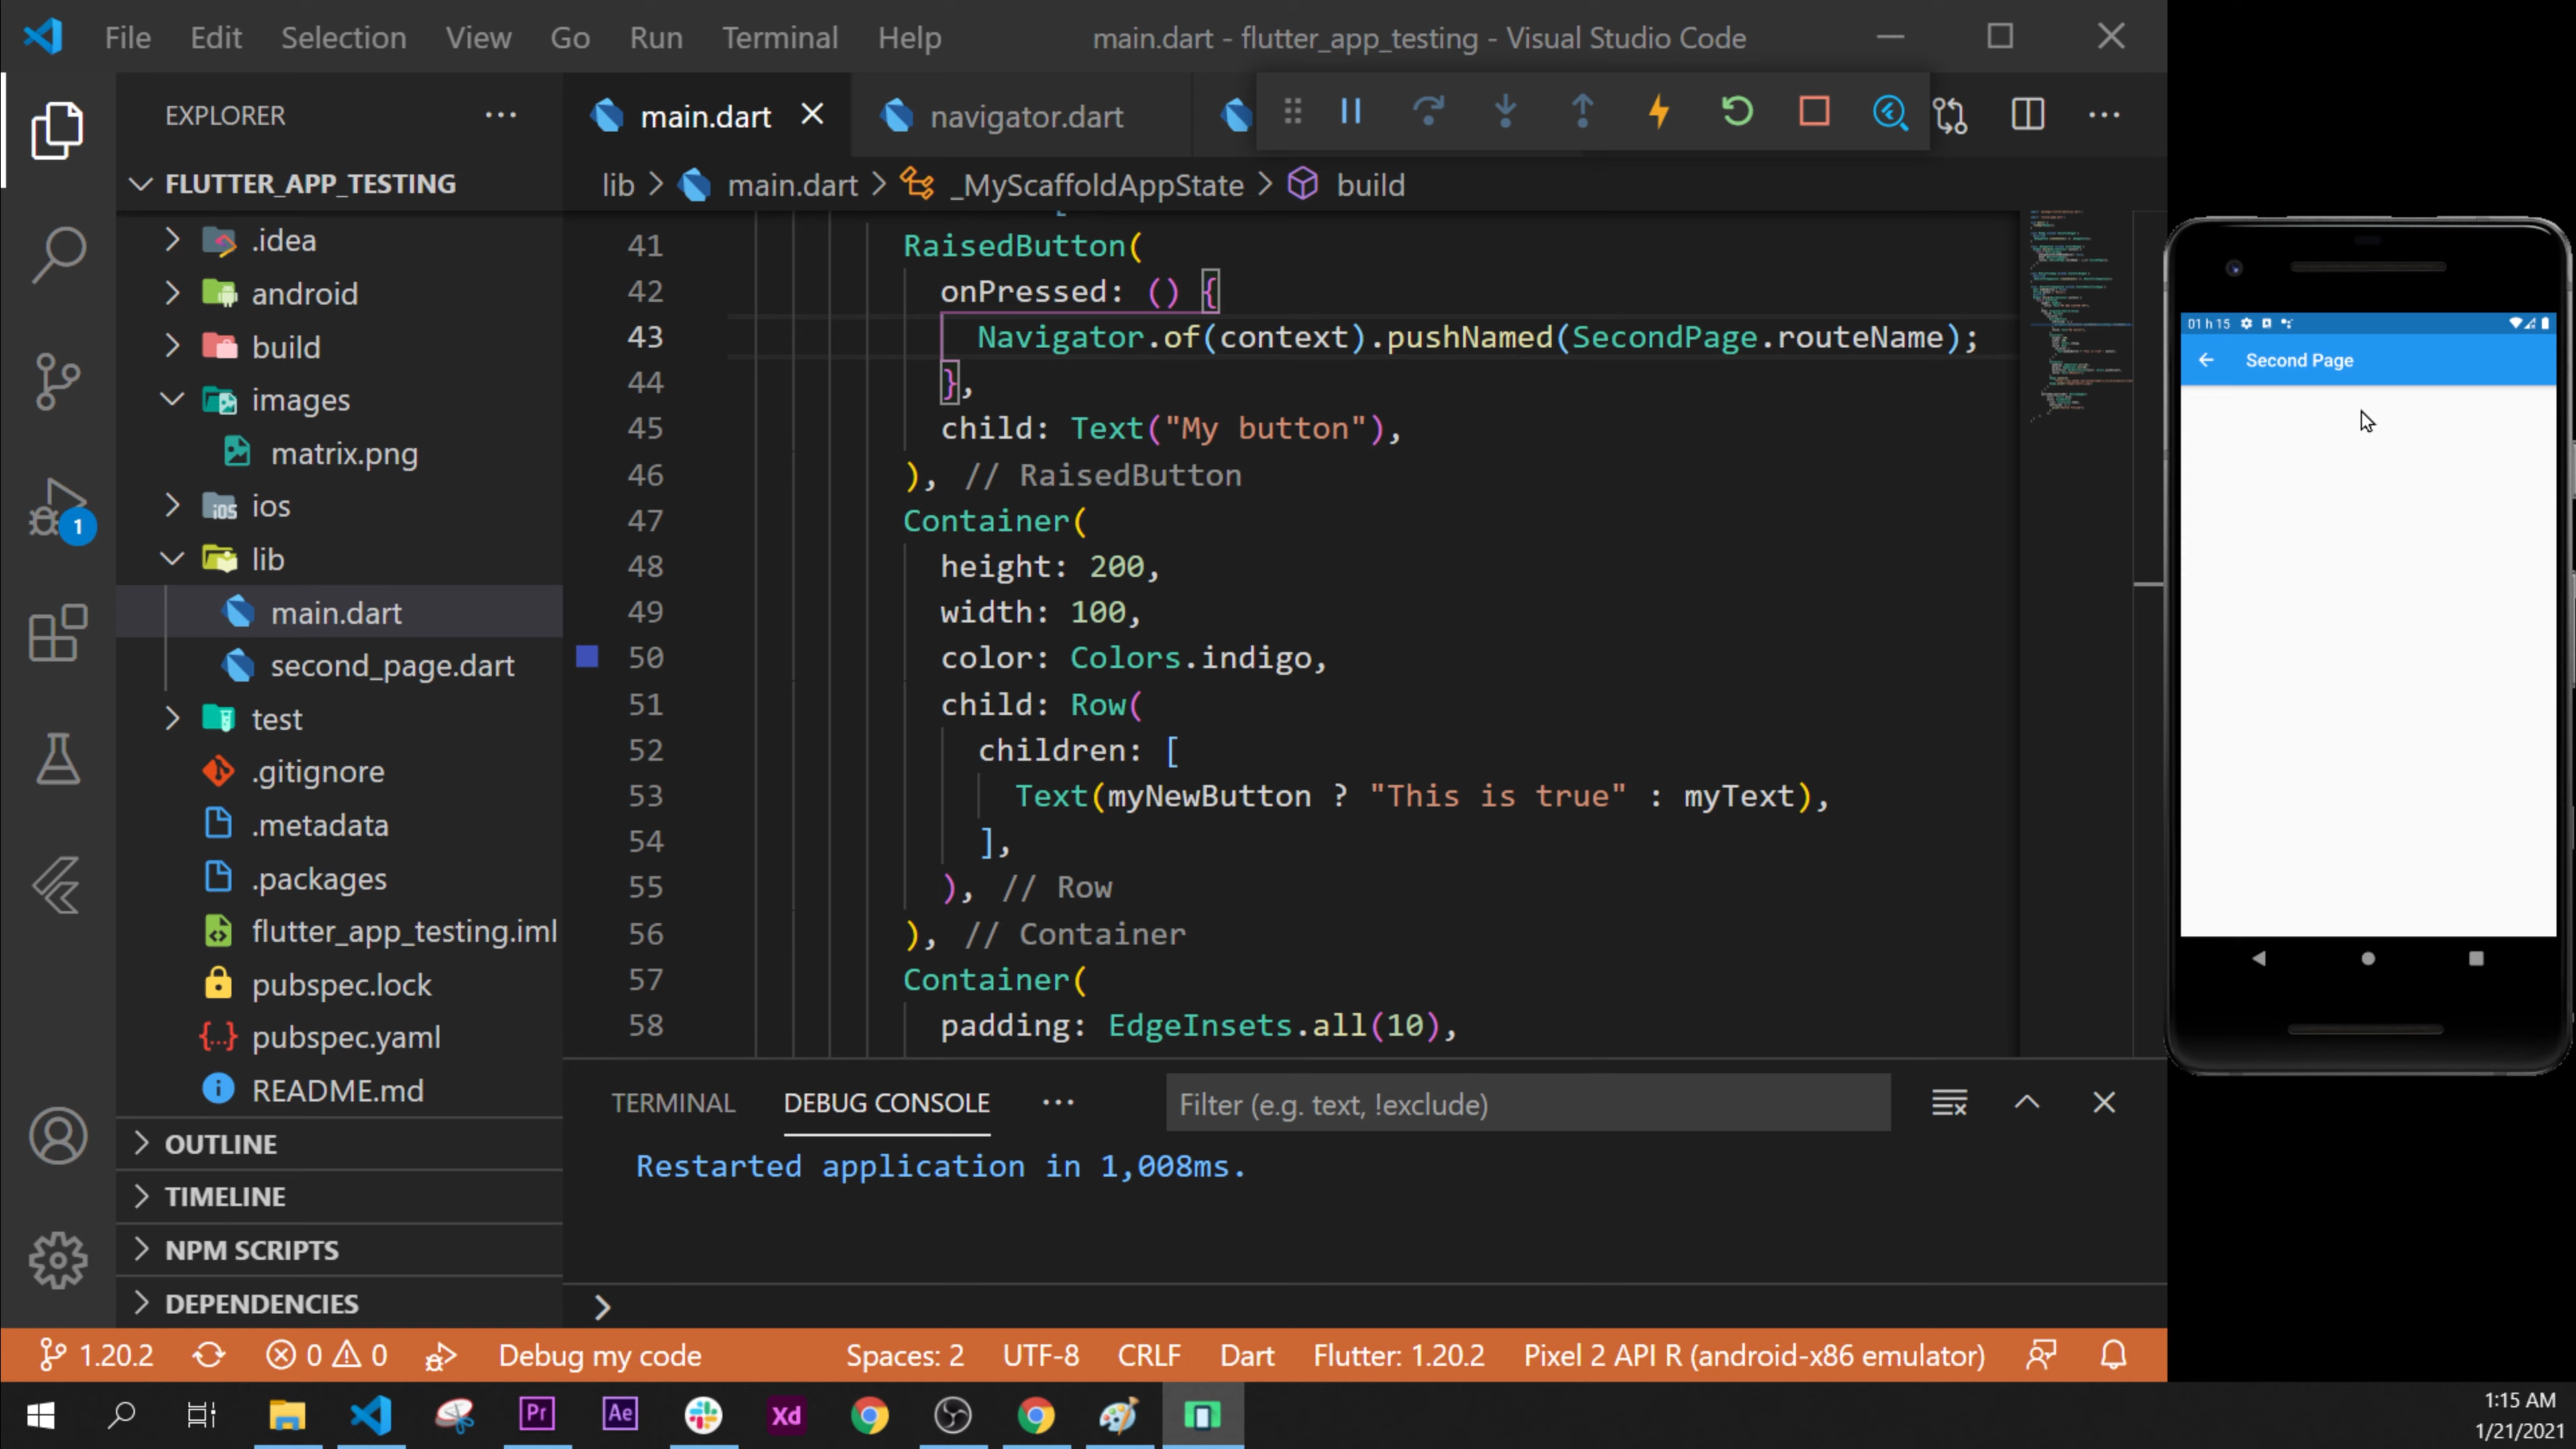 File Edit Selection View Go Run Terminal Help
main.dart - flutter_app_testing - Visual Studio Code
EXPLORER
main.dart
navigator.dart
FLUTTER_APP_TESTING
lib > main.dart > _MyScaffoldAppState > build
.idea
android
build
images
matrix.png
ios
lib
main.dart
second_page.dart
test
.gitignore
.metadata
.packages
flutter_app_testing.iml
pubspec.lock
pubspec.yaml
README.md
OUTLINE
TIMELINE
NPM SCRIPTS
DEPENDENCIES
1
41 RaisedButton(
42 onPressed: () {
43 Navigator.of(context).pushNamed(SecondPage.routeName);
44 },
45 child: Text("My button"),
46 ), // RaisedButton
47 Container(
48 height: 200,
49 width: 100,
50 color: Colors.indigo,
51 child: Row(
52 children: [
53 Text(myNewButton ? "This is true" : myText),
54 ],
55 ), // Row
56 ), // Container
57 Container(
58 padding: EdgeInsets.all(10),
TERMINAL DEBUG CONSOLE
Filter (e.g. text, !exclude)
Restarted application in 1,008ms.
01 h 15
Second Page
1.20.2 0 0 Debug my code Spaces: 2 UTF-8 CRLF Dart Flutter: 1.20.2 Pixel 2 API R (android-x86 emulator)
Pr Ae Xd
1:15 AM
1/21/2021